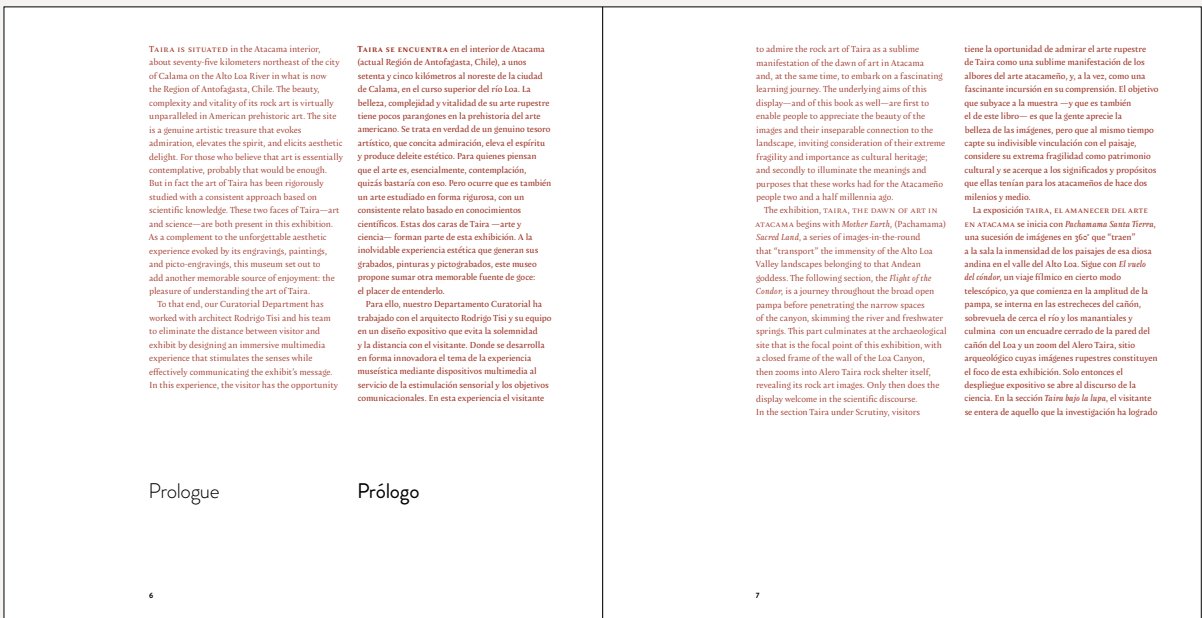 TAIRA IS SITUATED in the Atacama interior,
about seventy-five kilometers northeast of the city
of Calama on the Alto Loa River in what is now
the Region of Antofagasta, Chile. The beauty,
complexity and vitality of its rock art is virtually
unparalleled in American prehistoric art. The site
is a genuine artistic treasure that evokes
admiration, elevates the spirit, and elicits aesthetic
delight. For those who believe that art is essentially
contemplative, probably that would be enough.
But in fact the art of Taira has been rigorously
studied with a consistent approach based on
scientific knowledge. These two faces of Taira—art
and science—are both present in this exhibition.
As a complement to the unforgettable aesthetic
experience evoked by its engravings, paintings,
and picto-engravings, this museum set out to
add another memorable source of enjoyment: the
pleasure of understanding the art of Taira.
To that end, our Curatorial Department has
worked with architect Rodrigo Tisi and his team
to eliminate the distance between visitor and
exhibit by designing an immersive multimedia
experience that stimulates the senses while
effectively communicating the exhibit's message.
In this experience, the visitor has the opportunity
Prologue
6
TAIRA SE ENCUENTRA en el interior de Atacama
(actual Región de Antofagasta, Chile), a unos
setenta y cinco kilómetros al noreste de la ciudad
de Calama, en el curso superior del río Loa. La
belleza, complejidad y vitalidad de su arte rupestre
tiene pocos parangones en la prehistoria del arte
americano. Se trata en verdad de un genuino tesoro
artístico, que concita admiración, eleva el espíritu
y produce deleite estético. Para quienes piensan
que el arte es, esencialmente, contemplación,
quizás bastaría con eso. Pero ocurre que es también
un arte estudiado en forma rigurosa, con un
consistente relato basado en conocimientos
científicos. Estas dos caras de Taira —arte y
ciencia— forman parte de esta exhibición. A la
inolvidable experiencia estética que generan sus
grabados, pinturas y pictograbados, este museo
propone sumar otra memorable fuente de goce:
el placer de entenderlo.
Para ello, nuestro Departamento Curatorial ha
trabajado con el arquitecto Rodrigo Tisi y su equipo
en un diseño expositivo que evita la solemnidad
y la distancia con el visitante. Donde se desarrolla
en forma innovadora el tema de la experiencia
museística mediante dispositivos multimedia al
servicio de la estimulación sensorial y los objetivos
comunicacionales. En esta experiencia el visitante
Prólogo
to admire the rock art of Taira as a sublime
manifestation of the dawn of art in Atacama
and, at the same time, to embark on a fascinating
learning journey. The underlying aims of this
display—and of this book as well—are first to
enable people to appreciate the beauty of the
images and their inseparable connection to the
landscape, inviting consideration of their extreme
fragility and importance as cultural heritage;
and secondly to illuminate the meanings and
purposes that these works had for the Atacameño
people two and a half millennia ago.
The exhibition, TAIRA, THE DAWN OF ART IN
ATACAMA begins with Mother Earth, (Pachamama)
Sacred Land, a series of images-in-the-round
that "transport" the immensity of the Alto Loa
Valley landscapes belonging to that Andean
goddess. The following section, the Flight of the
Condor, is a journey throughout the broad open
pampa before penetrating the narrow spaces
of the canyon, skimming the river and freshwater
springs. This part culminates at the archaeological
site that is the focal point of this exhibition, with
a closed frame of the wall of the Loa Canyon,
then zooms into Alero Taira rock shelter itself,
revealing its rock art images. Only then does the
display welcome in the scientific discourse.
In the section Taira under Scrutiny, visitors
7
tiene la oportunidad de admirar el arte rupestre
de Taira como una sublime manifestación de los
albores del arte atacameño, y, a la vez, como una
fascinante incursión en su comprensión. El objetivo
que subyace a la muestra —y que es también
el de este libro— es que la gente aprecie la
belleza de las imágenes, pero que al mismo tiempo
capte su indivisible vinculación con el paisaje,
considere su extrema fragilidad como patrimonio
cultural y se acerque a los significados y propósitos
que ellas tenían para los atacameños de hace dos
milenios y medio.
La exposición TAIRA, EL AMANECER DEL ARTE
EN ATACAMA se inicia con Pachamama Santa Tierra,
una sucesión de imágenes en 360° que "traen"
a la sala la inmensidad de los paisajes de esa diosa
andina en el valle del Alto Loa. Sigue con El vuelo
del cóndor, un viaje fílmico en cierto modo
telescópico, ya que comienza en la amplitud de la
pampa, se interna en las estrecheces del cañón,
sobrevuela de cerca el río y los manantiales y
culmina con un encuadre cerrado de la pared del
cañón del Loa y un zoom del Alero Taira, sitio
arqueológico cuyas imágenes rupestres constituyen
el foco de esta exhibición. Solo entonces el
despliegue expositivo se abre al discurso de la
ciencia. En la sección Taira bajo la lupa, el visitante
se entera de aquello que la investigación ha logrado